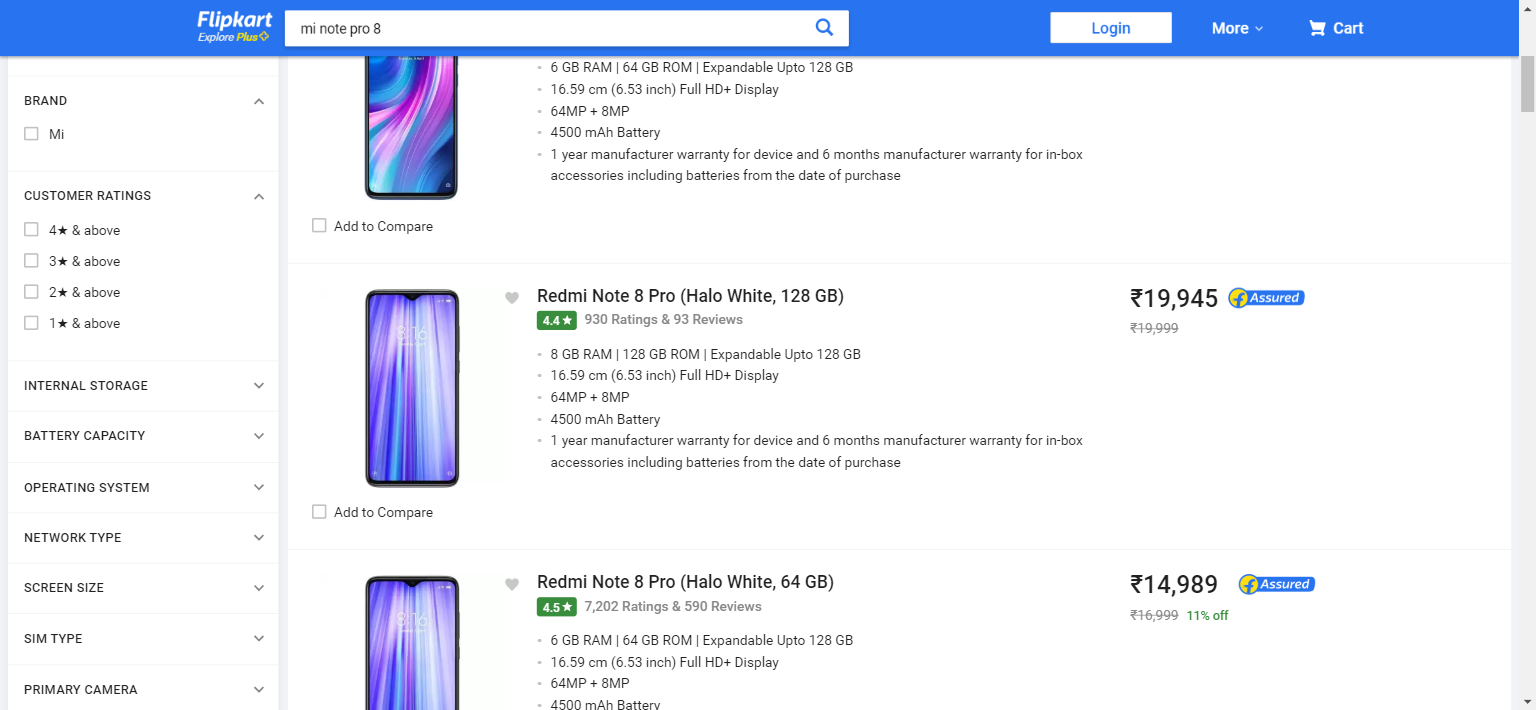 Flipkart
Explore Plus
mi note pro 8
Login
More
Cart
BRAND
Mi
CUSTOMER RATINGS
4★ & above
3★ & above
2★ & above
1★ & above
INTERNAL STORAGE
BATTERY CAPACITY
OPERATING SYSTEM
NETWORK TYPE
SCREEN SIZE
SIM TYPE
PRIMARY CAMERA
6 GB RAM | 64 GB ROM | Expandable Upto 128 GB
16.59 cm (6.53 inch) Full HD+ Display
64MP + 8MP
4500 mAh Battery
1 year manufacturer warranty for device and 6 months manufacturer warranty for in-box
accessories including batteries from the date of purchase
Add to Compare
8:16
Redmi Note 8 Pro (Halo White, 128 GB)
4.4★ 930 Ratings & 93 Reviews
8 GB RAM | 128 GB ROM | Expandable Upto 128 GB
16.59 cm (6.53 inch) Full HD+ Display
64MP + 8MP
4500 mAh Battery
1 year manufacturer warranty for device and 6 months manufacturer warranty for in-box
accessories including batteries from the date of purchase
₹19,945 Assured
₹19,999
Add to Compare
8:16
Redmi Note 8 Pro (Halo White, 64 GB)
4.5★ 7,202 Ratings & 590 Reviews
6 GB RAM | 64 GB ROM | Expandable Upto 128 GB
16.59 cm (6.53 inch) Full HD+ Display
64MP + 8MP
4500 mAh Battery
₹14,989 Assured
₹16,999 11% off